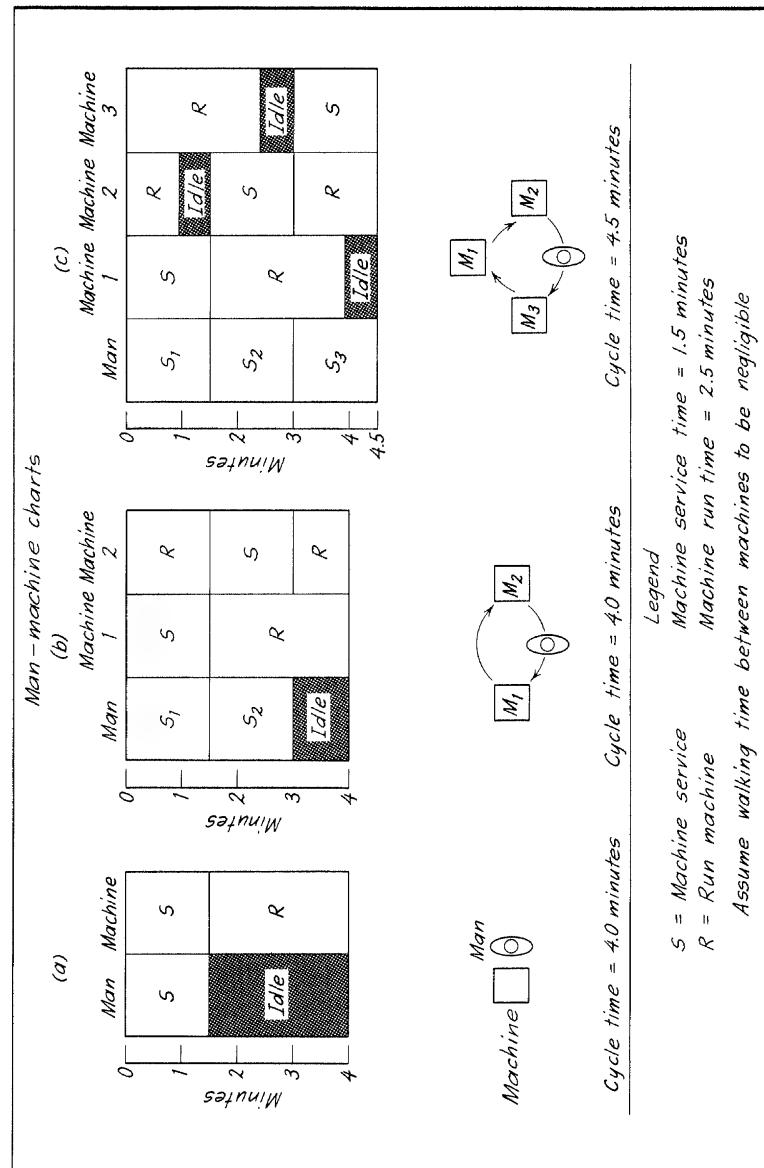 Man-machine charts
(a)
Man Machine
0
1
2
3
4
Minutes
S
S
Idle
R
Machine
Man
Cycle time = 4.0 minutes
(b)
Machine Machine
Man 1 2
0
1
2
3
4
Minutes
S1
S
R
S2
R
S
Idle
R
M1
M2
Cycle time = 4.0 minutes
(c)
Machine Machine Machine
Man 1 2 3
0
1
2
3
4
4.5
Minutes
S1
S
R
R
Idle
S2
R
S
Idle
S3
R
S
Idle
M1
M2
M3
Cycle time = 4.5 minutes
Legend
S = Machine service Machine service time = 1.5 minutes
R = Run machine Machine run time = 2.5 minutes
Assume walking time between machines to be negligible